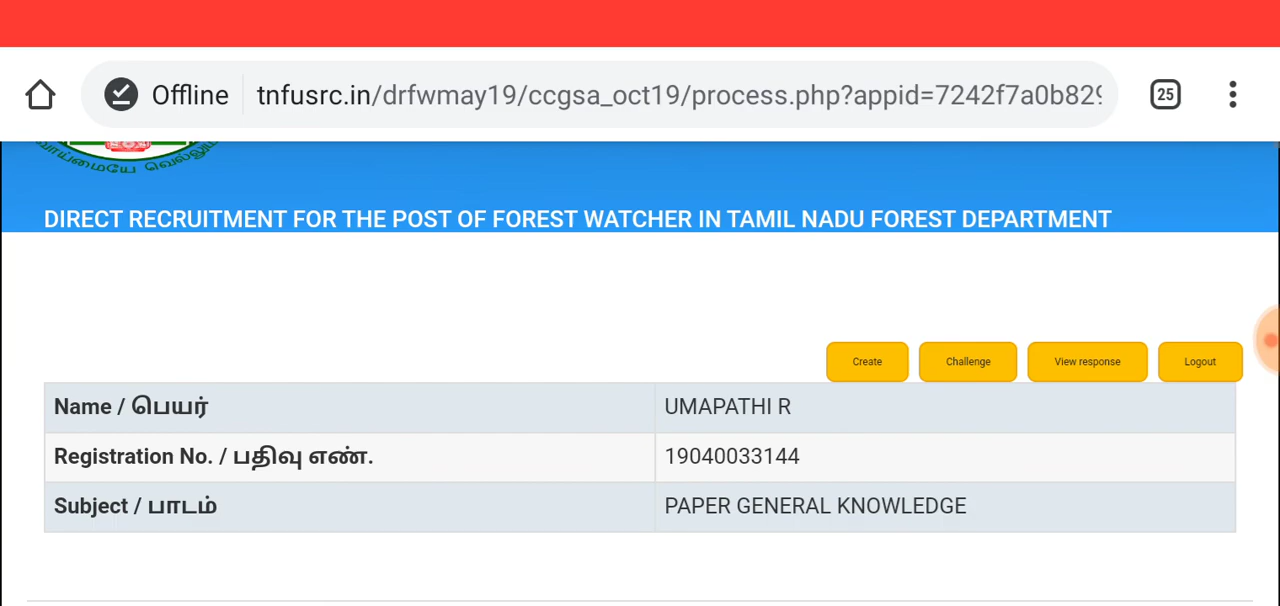 Offline
tnfusrc.in/drfwmay19/ccgsa_oct19/process.php?appid=7242f7a0b829
25
வாய்மையே வெல்லும்
DIRECT RECRUITMENT FOR THE POST OF FOREST WATCHER IN TAMIL NADU FOREST DEPARTMENT
Create Challenge View response Logout
Name / பெயர் UMAPATHI R
Registration No. / பதிவு எண். 19040033144
Subject / பாடம் PAPER GENERAL KNOWLEDGE